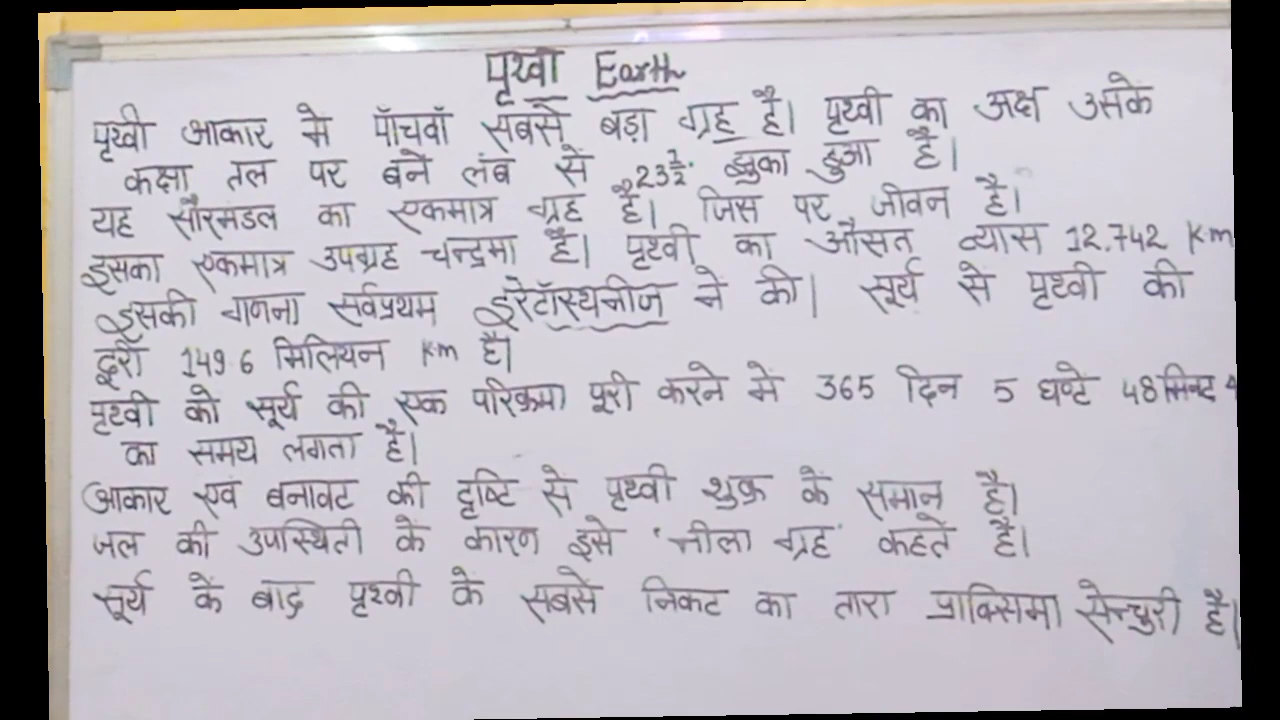 पृथ्वी Earth
पृथ्वी आकार मे पाँचवाँ सबसे बड़ा ग्रह है। पृथ्वी का अक्ष उसके
कक्षा तल पर बने लंब से 23½° झुका हुआ है।
यह सौरमंडल का एकमात्र ग्रह है। जिस पर जीवन है।
इसका एकमात्र उपग्रह चन्द्रमा है। पृथ्वी का औसत व्यास 12.742 Km
इसकी गणना सर्वप्रथम इरेटॉस्थनीज ने की। सूर्य से पृथ्वी की
दूरी 149.6 मिलियन Km है।
पृथ्वी को सूर्य की एक परिक्रमा पूरी करने में 365 दिन 5 घण्टे 48 मिनट
का समय लगता है।
आकार एवं बनावट की दृष्टि से पृथ्वी शुक्र के समान है।
जल की उपस्थिती के कारण इसे 'नीला ग्रह' कहते है।
सूर्य के बाद पृथ्वी के सबसे निकट का तारा प्राक्सिमा सेन्चुरी है।